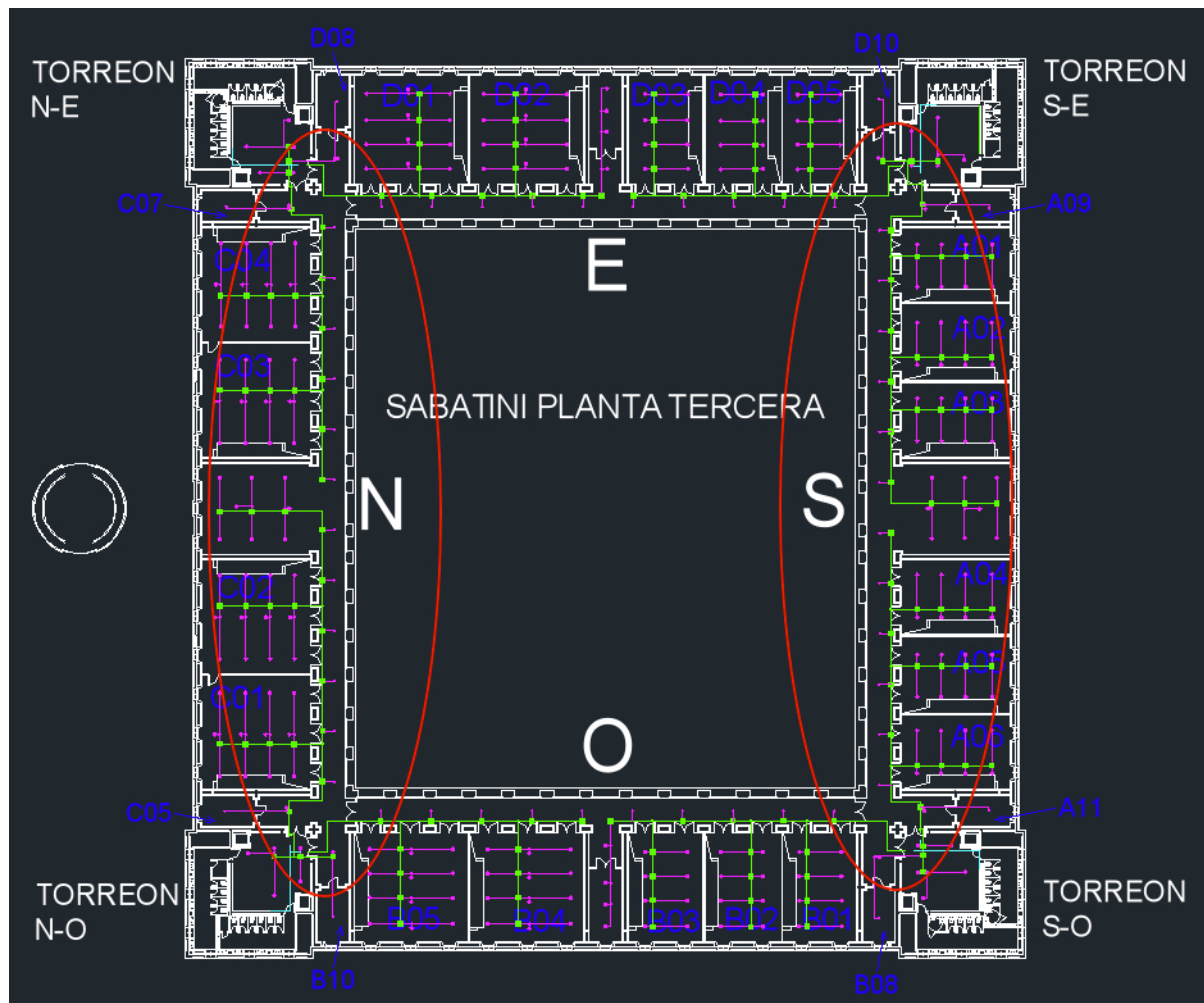 D08
D10
TORREON
N-E
TORREON
S-E
D01
D02
D03
D04
D05
C07
A09
C04
A01
E
A02
C03
SABATINI PLANTA TERCERA
A03
N
S
C02
A04
A05
C01
A06
O
C05
A11
TORREON
N-O
TORREON
S-O
B05
B04
B03
B02
B01
B10
B08